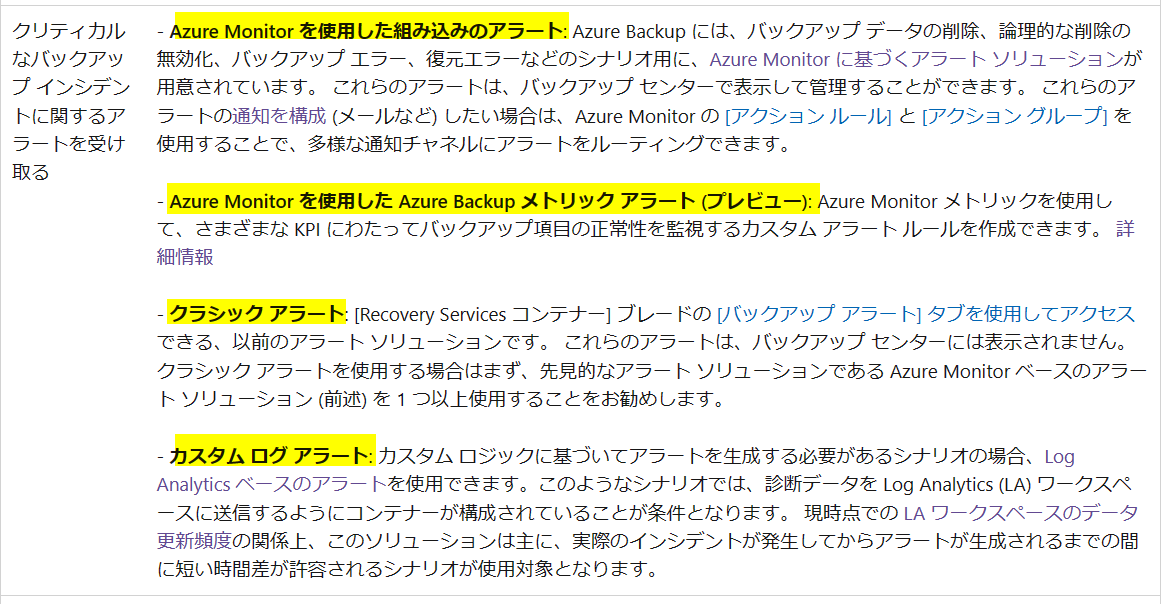 クリティカル
なバックアッ
プ インシデン
トに関するア
ラートを受け
取る
- Azure Monitor を使用した組み込みのアラート: Azure Backup には、バックアップ データの削除、論理的な削除の
無効化、バックアップ エラー、復元エラーなどのシナリオ用に、Azure Monitor に基づくアラート ソリューションが
用意されています。 これらのアラートは、バックアップ センターで表示して管理することができます。 これらのア
ラートの通知を構成 (メールなど) したい場合は、Azure Monitor の [アクション ルール] と [アクション グループ] を
使用することで、多様な通知チャネルにアラートをルーティングできます。
- Azure Monitor を使用した Azure Backup メトリック アラート (プレビュー): Azure Monitor メトリックを使用し
て、さまざまな KPI にわたってバックアップ項目の正常性を監視するカスタム アラート ルールを作成できます。 詳
細情報
- クラシック アラート: [Recovery Services コンテナー] ブレードの [バックアップ アラート] タブを使用してアクセス
できる、以前のアラート ソリューションです。 これらのアラートは、バックアップ センターには表示されません。
クラシック アラートを使用する場合はまず、先見的なアラート ソリューションである Azure Monitor ベースのアラー
ト ソリューション (前述) を 1 つ以上使用することをお勧めします。
- カスタム ログ アラート: カスタム ロジックに基づいてアラートを生成する必要があるシナリオの場合、Log
Analytics ベースのアラートを使用できます。このようなシナリオでは、診断データを Log Analytics (LA) ワークスペ
ースに送信するようにコンテナーが構成されていることが条件となります。 現時点での LA ワークスペースのデータ
更新頻度の関係上、このソリューションは主に、実際のインシデントが発生してからアラートが生成されるまでの間
に短い時間差が許容されるシナリオが使用対象となります。